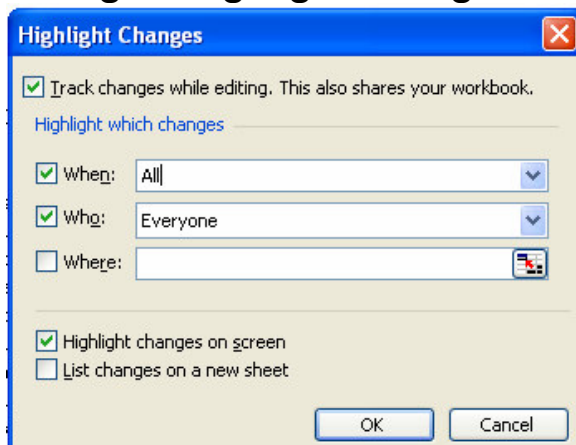 Highlight Changes
Track changes while editing. This also shares your workbook.
Highlight which changes
When: All
Who: Everyone
Where:
Highlight changes on screen
List changes on a new sheet
OK Cancel